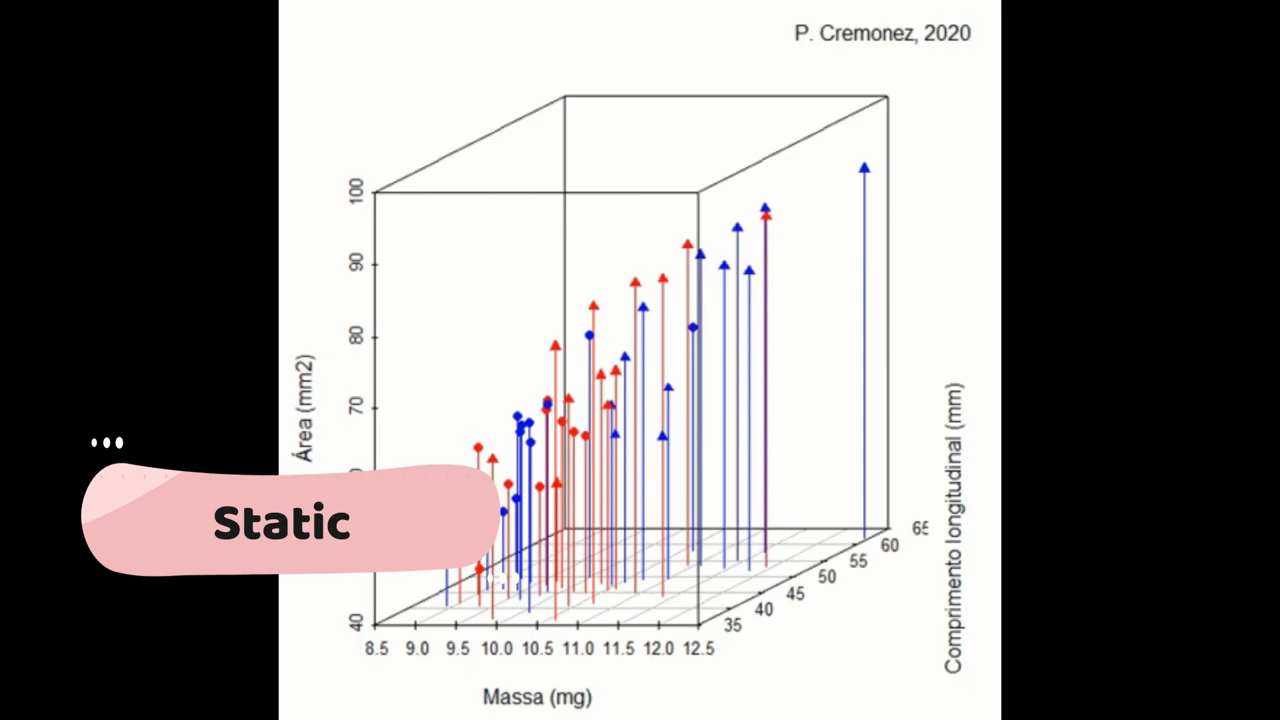 P. Cremonez, 2020
100
90
80
70
40
Área (mm2)
Static
8.5 9.0 9.5 10.0 10.5 11.0 11.5 12.0 12.5
Massa (mg)
35
40
45
50
55
60
65
Comprimento longitudinal (mm)